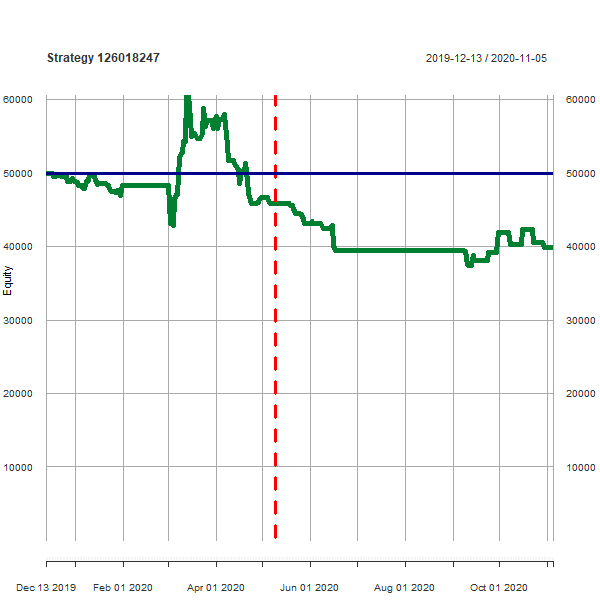 Strategy 126018247 2019-12-13 / 2020-11-05
60000 60000
50000 50000
40000 40000
Equity
30000 30000
20000 20000
10000 10000
Dec 13 2019 Feb 01 2020 Apr 01 2020 Jun 01 2020 Aug 01 2020 Oct 01 2020